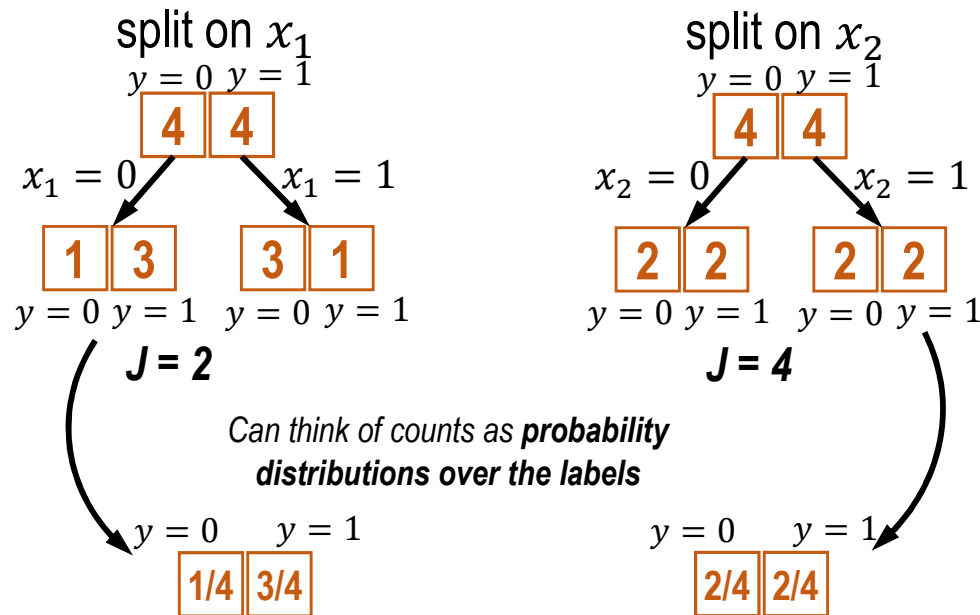 split on x₁
split on x₂
y = 0 y = 1
y = 0 y = 1
4 4
4 4
x₁ = 0 x₁ = 1
x₂ = 0 x₂ = 1
1 3 3 1
2 2 2 2
y = 0 y = 1 y = 0 y = 1
y = 0 y = 1 y = 0 y = 1
J = 2
J = 4
Can think of counts as probability
distributions over the labels
y = 0 y = 1
y = 0 y = 1
1/4 3/4
2/4 2/4